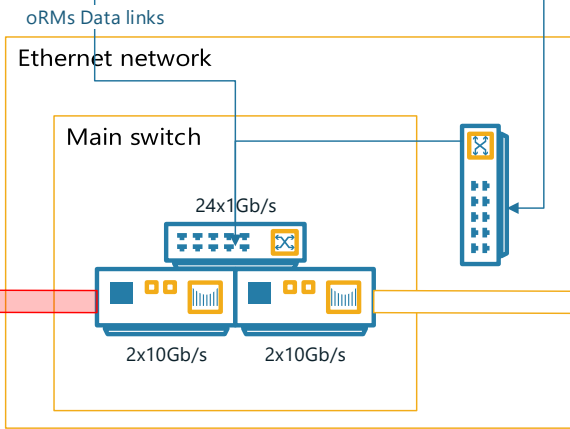 oRMs Data links
Ethernet network
Main switch
24x1Gb/s
2x10Gb/s
2x10Gb/s